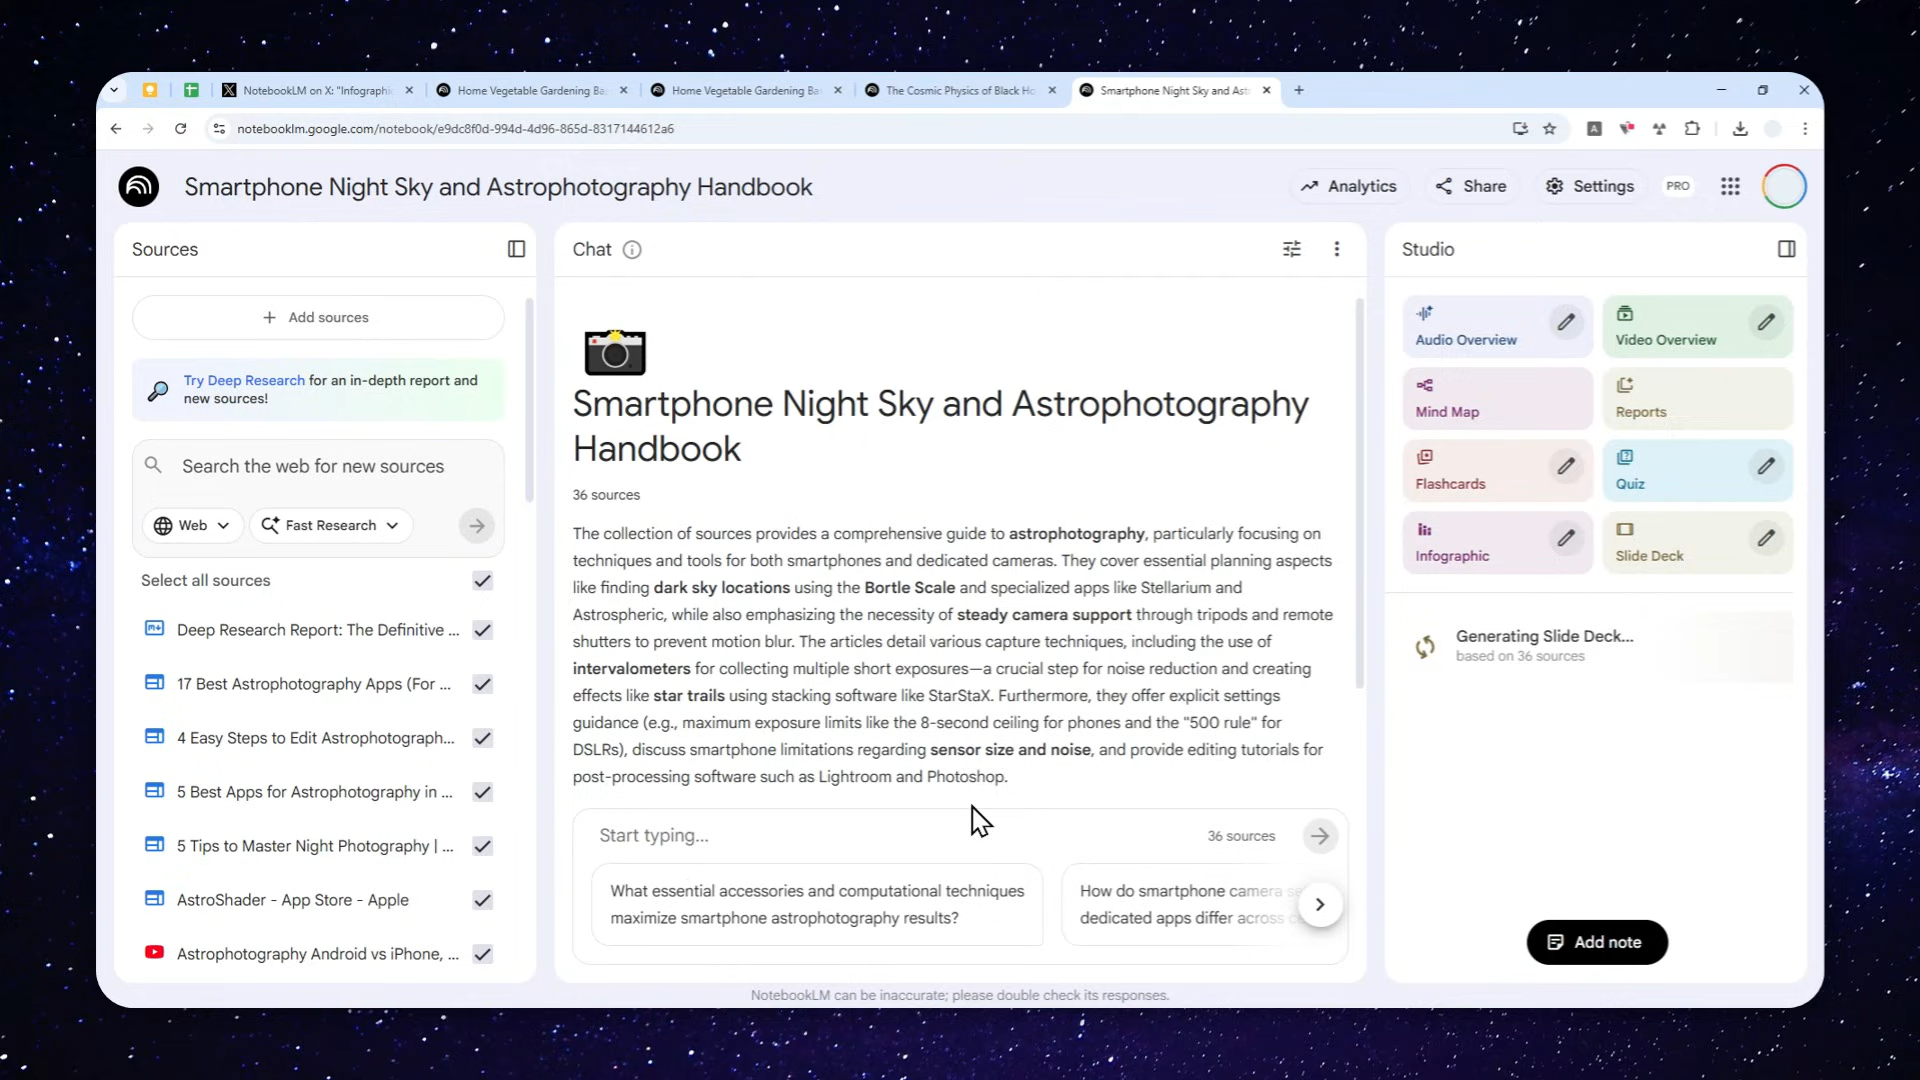 NotebookLM on X: "Infographic
Home Vegetable Gardening Ba
Home Vegetable Gardening Ba
The Cosmic Physics of Black Ho
Smartphone Night Sky and Ast
notebooklm.google.com/notebook/e9dc8f0d-994d-4d96-865d-8317144612a6
Smartphone Night Sky and Astrophotography Handbook
Analytics
Share
Settings
PRO
Sources
Add sources
Try Deep Research for an in-depth report and
new sources!
Search the web for new sources
Web
Fast Research
Select all sources
Deep Research Report: The Definitive ...
17 Best Astrophotography Apps (For ...
4 Easy Steps to Edit Astrophotograph...
5 Best Apps for Astrophotography in ...
5 Tips to Master Night Photography | ...
AstroShader - App Store - Apple
Astrophotography Android vs iPhone, ...
Chat
Smartphone Night Sky and Astrophotography
Handbook
36 sources
The collection of sources provides a comprehensive guide to astrophotography, particularly focusing on
techniques and tools for both smartphones and dedicated cameras. They cover essential planning aspects
like finding dark sky locations using the Bortle Scale and specialized apps like Stellarium and
Astrospheric, while also emphasizing the necessity of steady camera support through tripods and remote
shutters to prevent motion blur. The articles detail various capture techniques, including the use of
intervalometers for collecting multiple short exposures—a crucial step for noise reduction and creating
effects like star trails using stacking software like StarStaX. Furthermore, they offer explicit settings
guidance (e.g., maximum exposure limits like the 8-second ceiling for phones and the "500 rule" for
DSLRs), discuss smartphone limitations regarding sensor size and noise, and provide editing tutorials for
post-processing software such as Lightroom and Photoshop.
Start typing...
36 sources
What essential accessories and computational techniques
maximize smartphone astrophotography results?
How do smartphone camera
dedicated apps differ across
NotebookLM can be inaccurate; please double check its responses.
Studio
Audio Overview
Video Overview
Mind Map
Reports
Flashcards
Quiz
Infographic
Slide Deck
Generating Slide Deck...
based on 36 sources
Add note